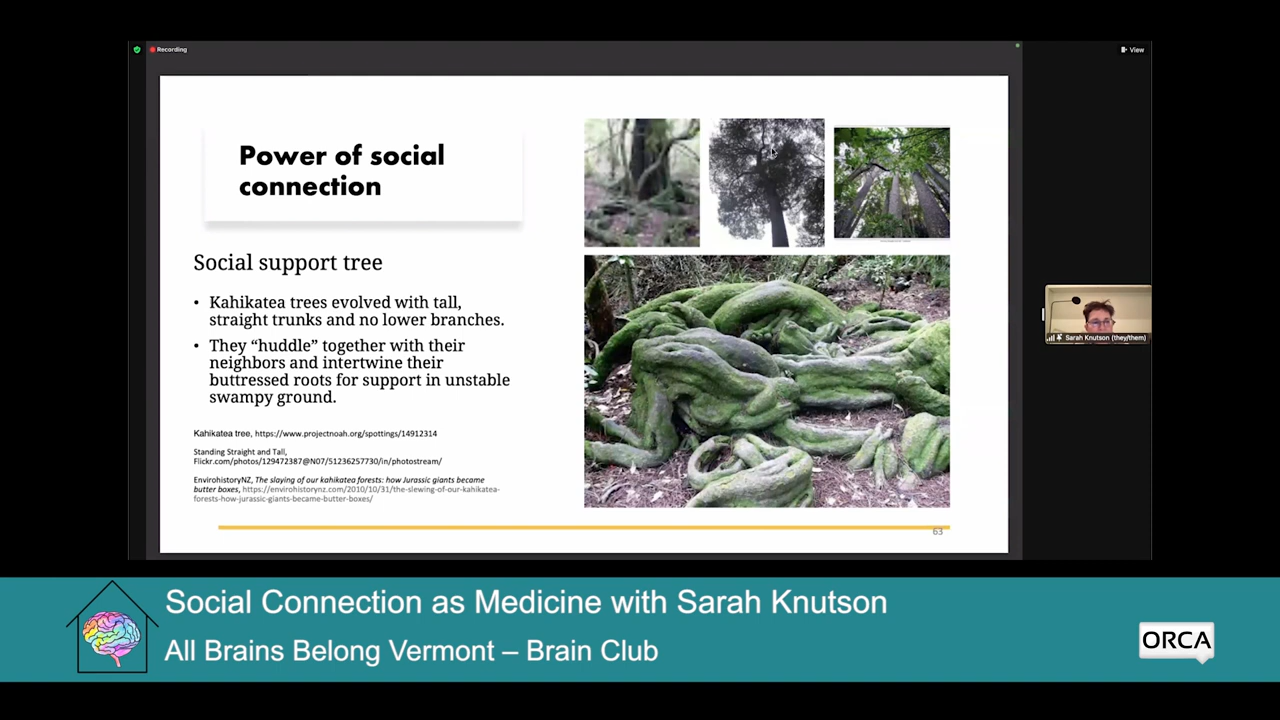 Recording
View
Power of social
connection
Social support tree
• Kahikatea trees evolved with tall,
straight trunks and no lower branches.
• They “huddle” together with their
neighbors and intertwine their
buttressed roots for support in unstable
swampy ground.
Kahikatea tree, https://www.projectnoah.org/spottings/14912314
Standing Straight and Tall,
Flickr.com/photos/129472387@N07/51236257730/in/photostream/
EnvirohistoryNZ, The slaying of our kahikatea forests: how Jurassic giants became
butter boxes, https://envirohistorynz.com/2010/10/31/the-slewing-of-our-kahikatea-
forests-how-jurassic-giants-became-butter-boxes/
63
Sarah Knutson (they/them)
Social Connection as Medicine with Sarah Knutson
All Brains Belong Vermont – Brain Club
ORCA